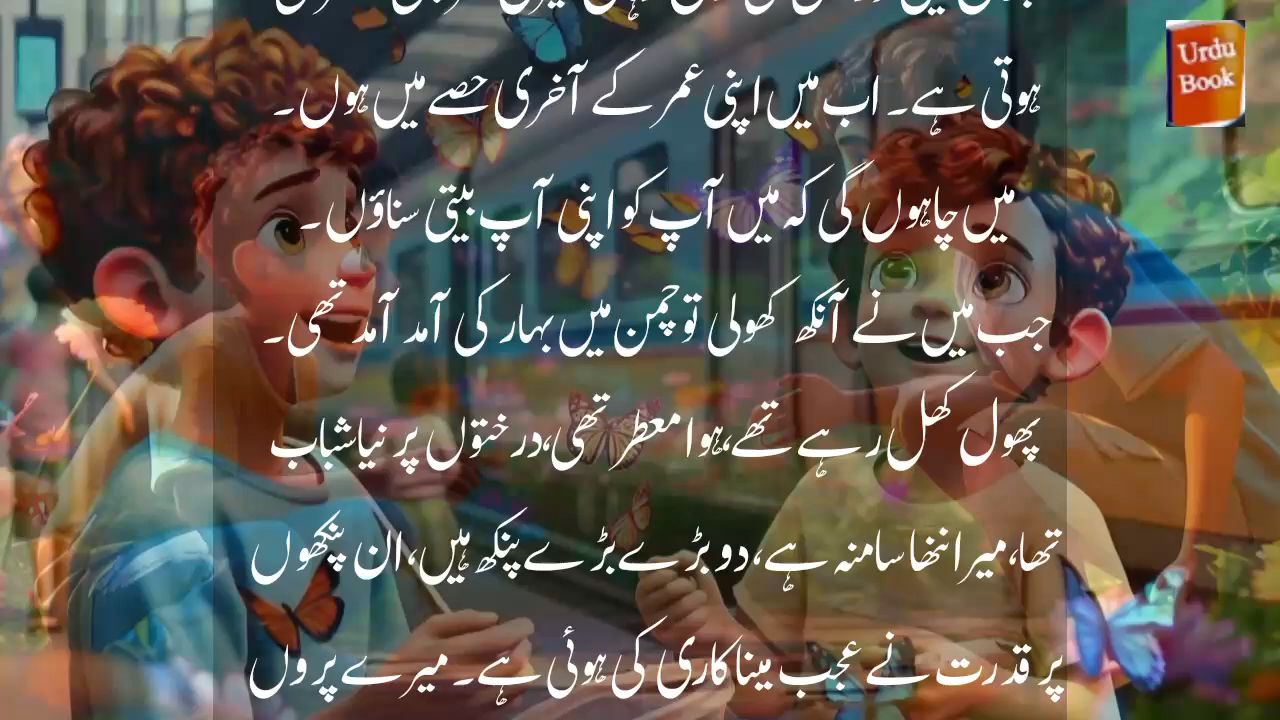 ہوتی ہے۔ اب میں اپنی عمر کے آخری حصے میں ہوں۔
میں چاہوں گی کہ میں آپ کو اپنی آپ بیتی سناؤں۔
جب میں نے آنکھ کھولی تو چمن میں بہار کی آمد آمد تھی۔
پھول کھل رہے تھے،ہوا معطر تھی،درختوں پر نیا شباب
تھا،میرا ننھا سا منہ ہے،دو بڑے بڑے پنکھ ہیں،ان پنکھوں
پر قدرت نے عجب مینا کاری کی ہوئی ہے۔ میرے پروں
Urdu
Book